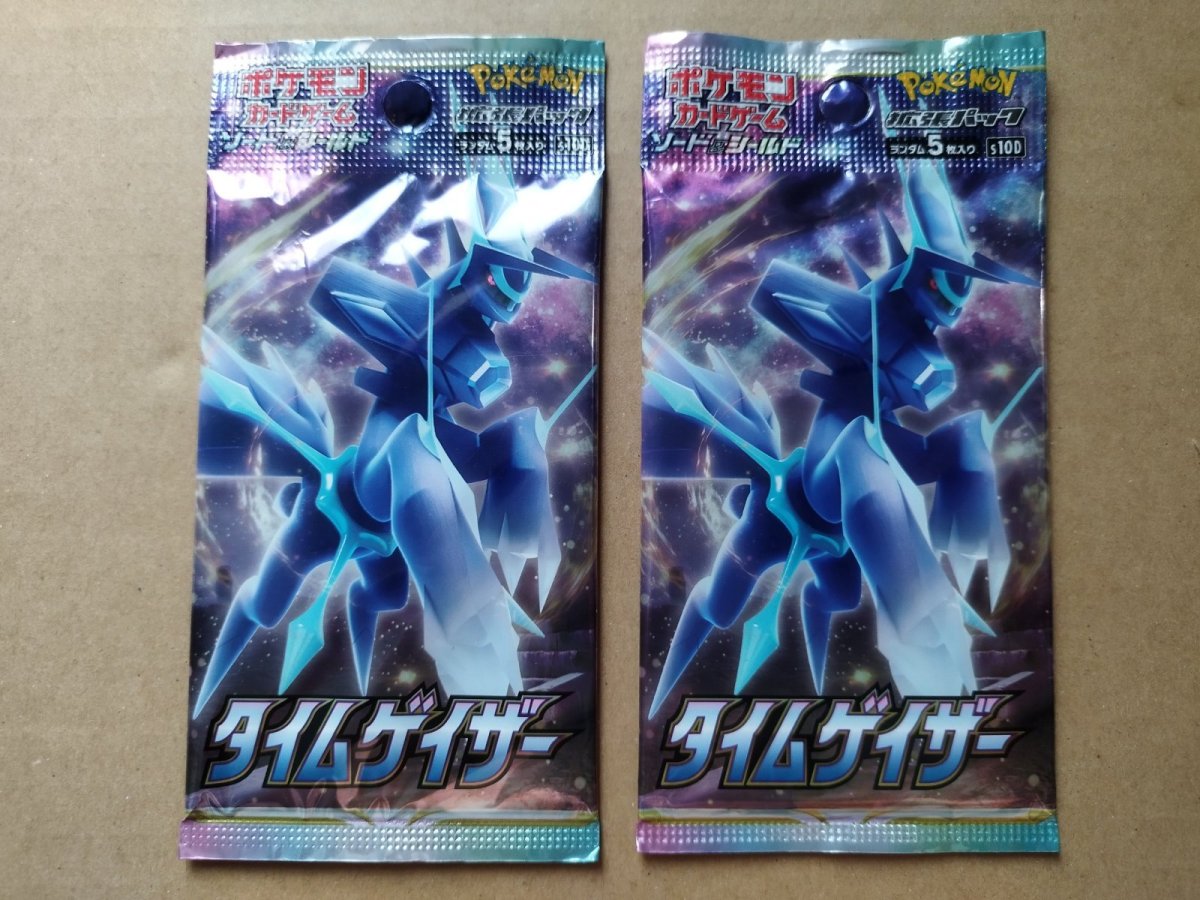 ポケモン
カードゲーム
ソード&シールド
POKéMON
拡張パック
ランダム5枚入り S10D
タイムゲイザー
ポケモン
カードゲーム
ソード&シールド
POKéMON
拡張パック
ランダム5枚入り S10D
タイムゲイザー